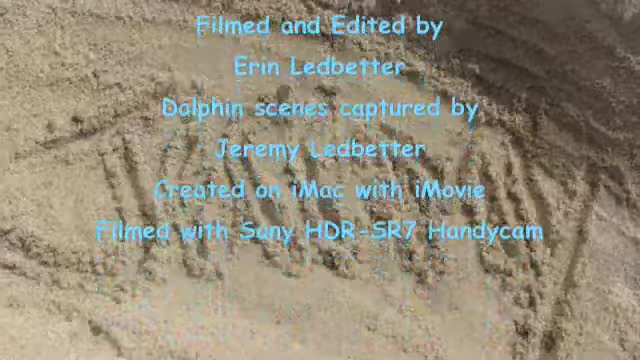 Filmed and Edited by
Erin Ledbetter
Dolphin scenes captured by
Jeremy Ledbetter
Created on iMac with iMovie
Filmed with Sony HDR-SR7 Handycam